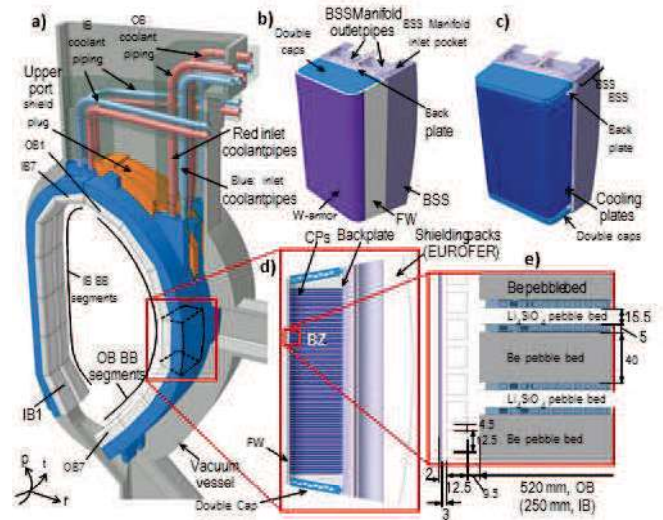 a)
IB
coolant
piping
OB
coolant
piping
Upper
port
shield
plug
OB1
IB7
Red inlet
coolantpipes
Blue: inlet
coolantpipes
IB BB
segments
OB BB
segments
IB1
OB7
Vacuum
vessel
p
t
r
b)
BSSManifold
outletpipes
Double
caps
BSS Manifold
inlet pocket
Back
plate
BSS
W-armor
FW
c)
BSS
BSS
Back
plate
Cooling
plates
Double caps
d)
CPs
Backplate
Shielding packs
(EUROFER)
BZ
FW
Double Cap
e)
Be pebble bed
Li4SiO4 pebble bed
15.5
5
Be pebble bed
40
Li4SiO4 pebble bed
4.5
12.5
Be pebble bed
2
12.5
9.5
3
520 mm, OB
(250 mm, IB)